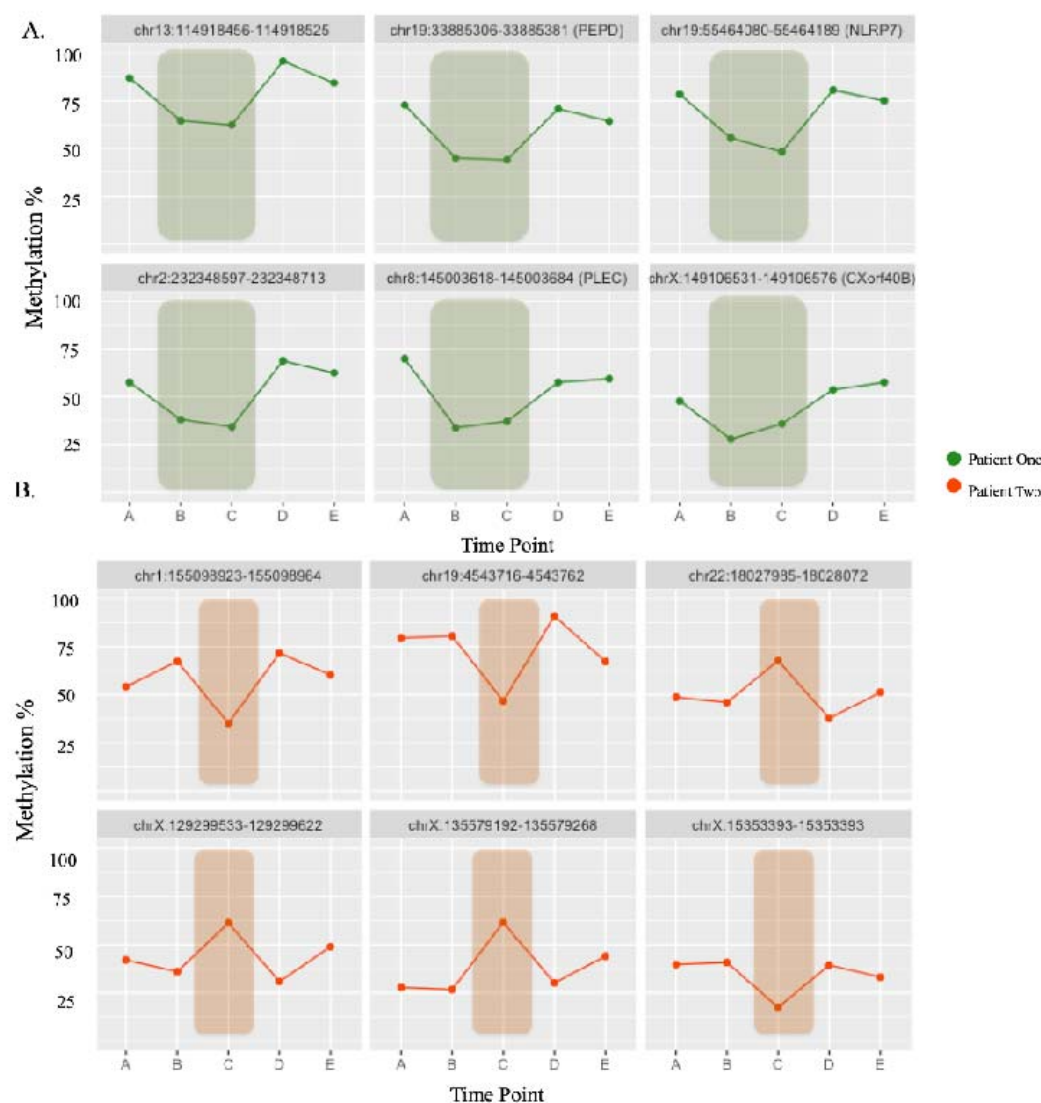 A.
chr13:114918456-114918525 chr19:33885306-33885381 (PEPD) chr19:55464080-55464189 (NLRP7)
100
75
50
25
Methylation %
chr2:232348597-232348713 chr8:145003618-145003684 (PLEC) chrX:149106531-149106576 (CXorf40B)
100
75
50
25
A B C D E A B C D E A B C D E
Time Point
Patient One
Patient Two
B.
chr1:155098923-155098964 chr19:4543716-4543762 chr22:18027985-18028072
100
75
50
25
Methylation %
chrX:129299533-129299622 chrX:135579192-135579268 chrX:15353393-15353393
100
75
50
25
A B C D E A B C D E A B C D E
Time Point